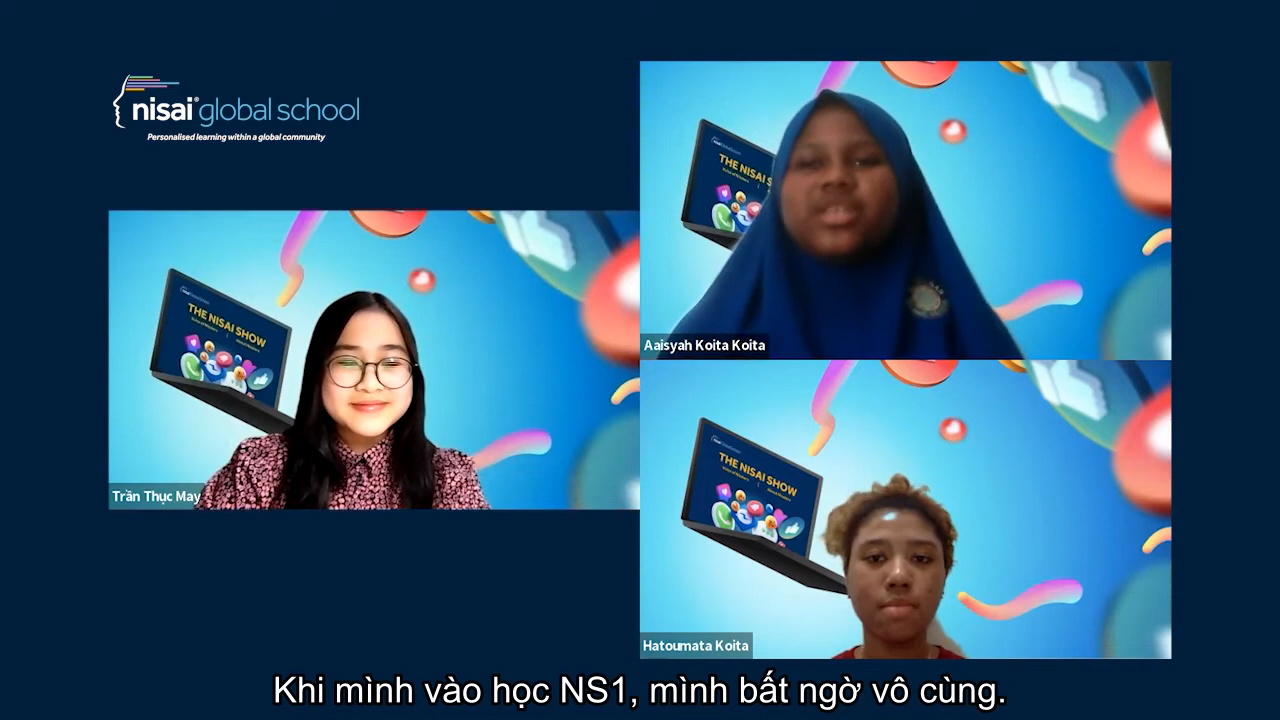 nisai® global school
Personalised learning within a global community
THE NISAI S
Aaisyah Koita Koita
THE NISAI SHOW
Trần Thục May
THE NISAI SHOW
Hatoumata Koita
Khi mình vào học NS1, mình bất ngờ vô cùng.